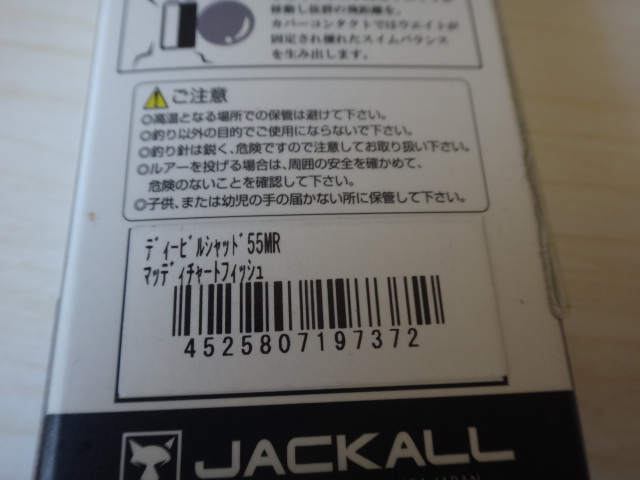 移動し抜群の飛距離を。
カバーコンタクトではウエイトが
固定され優れたスイムバランス
を生み出します。
ご注意
◎高温となる場所での保管は避けて下さい。
◎釣り以外の目的でご使用にならないで下さい。
◎釣り針は鋭く、危険ですので注意してお取り扱い下さい。
◎ルアーを投げる場合は、周囲の安全を確かめて、
危険のないことを確認して下さい。
◎子供、または幼児の手の届かない所に保管して下さい。
ディービルシャッド55MR
マッディチャートフィッシュ
4525807197372
JACKALL